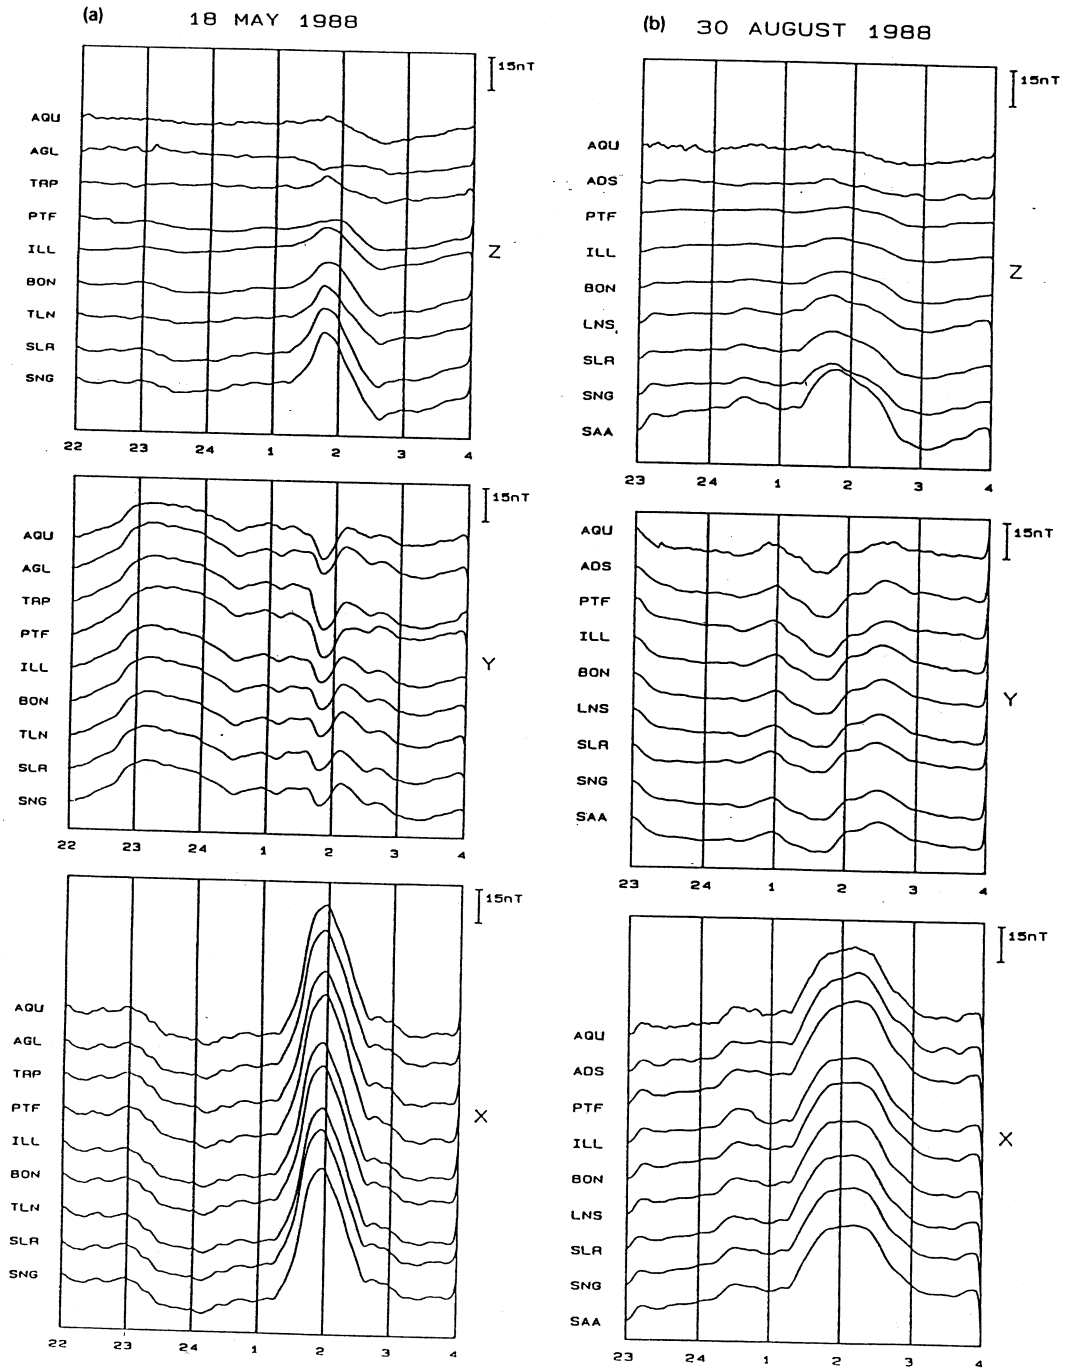 (a)
18 MAY 1988
15nT
AQU
AGL
TRP
PTF
ILL
BON
TLN
SLR
SNG
Z
22 23 24 1 2 3 4
15nT
AQU
AGL
TRP
PTF
ILL
BON
TLN
SLR
SNG
Y
22 23 24 1 2 3 4
15nT
AQU
AGL
TRP
PTF
ILL
BON
TLN
SLR
SNG
X
22 23 24 1 2 3 4
(b)
30 AUGUST 1988
15nT
AQU
ADS
PTF
ILL
BON
LNS
SLR
SNG
SAA
Z
23 24 1 2 3 4
15nT
AQU
ADS
PTF
ILL
BON
LNS
SLR
SNG
SAA
Y
23 24 1 2 3 4
15nT
AQU
ADS
PTF
ILL
BON
LNS
SLR
SNG
SAA
X
23 24 1 2 3 4